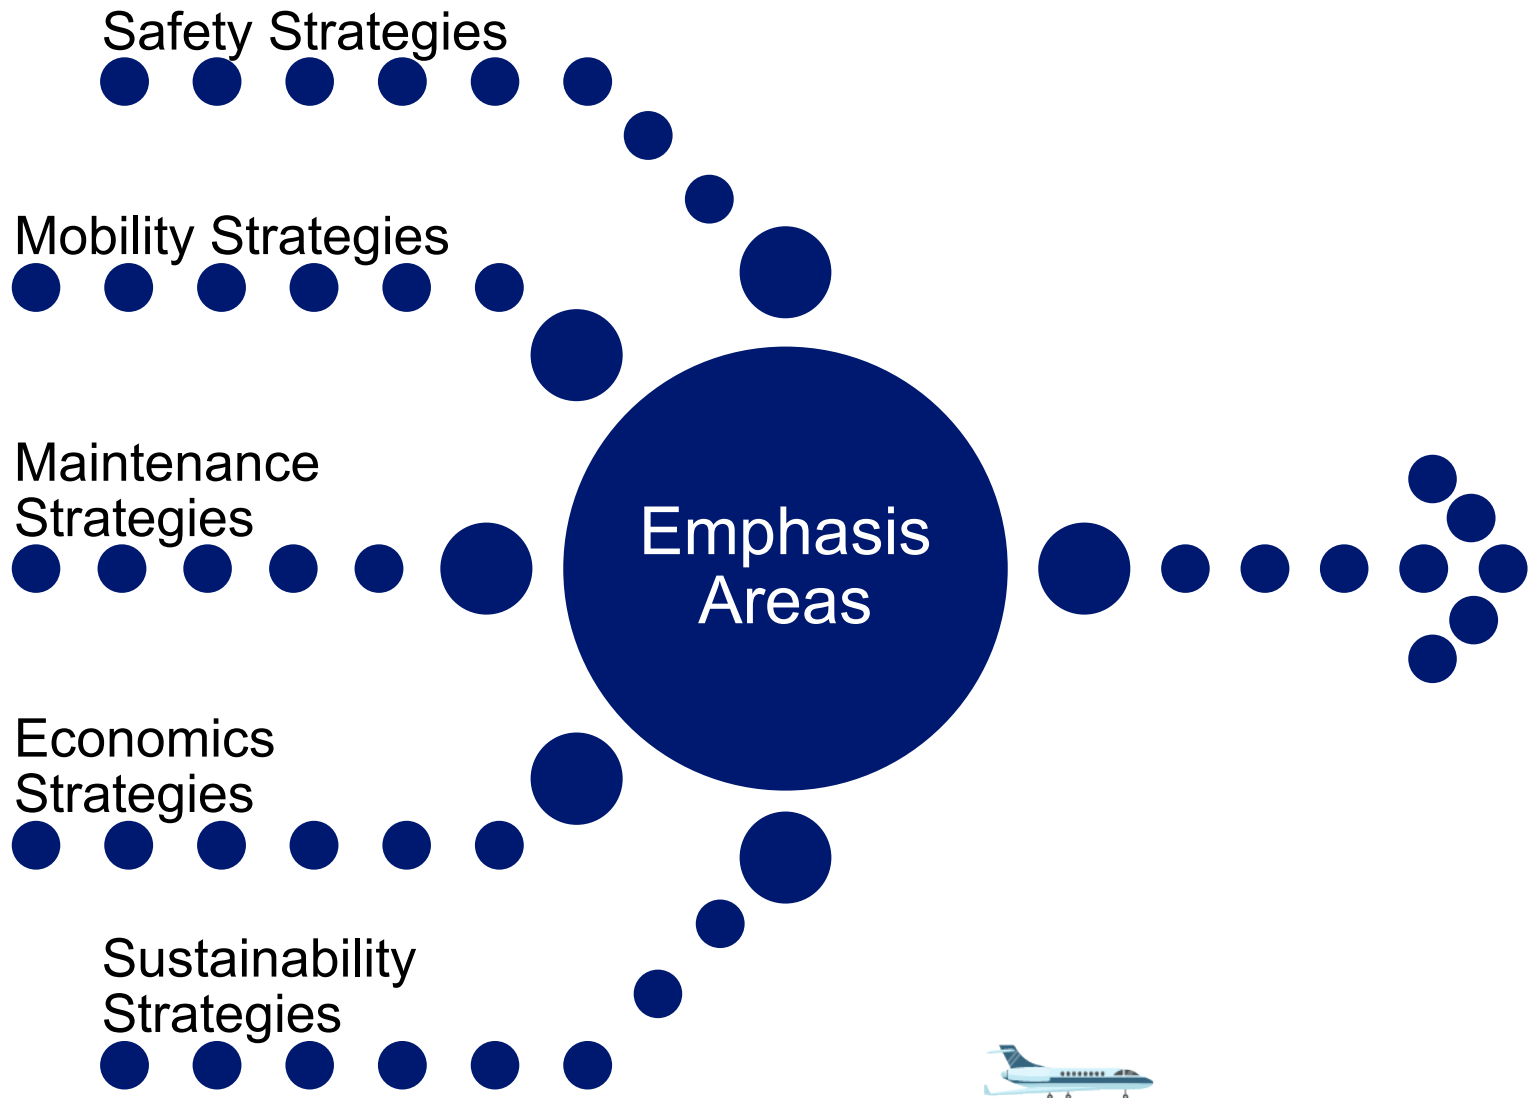 Safety Strategies
Mobility Strategies
Maintenance
Strategies
Emphasis
Areas
Economics
Strategies
Sustainability
Strategies